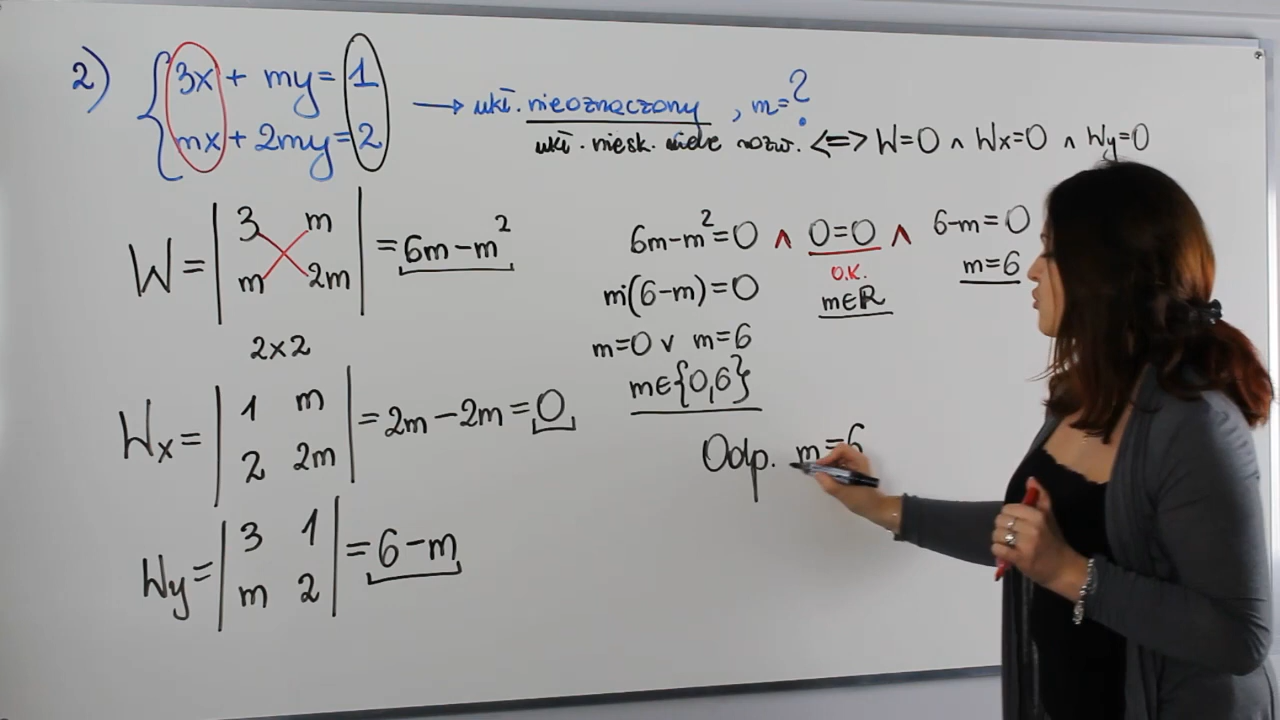 2) { 3x + my = 1
mx + 2my = 2
→ ukł. nieoznaczony, m=?
ukł. niesk. wiele rozw. <=> W=0 ∧ Wx=0 ∧ Wy=0
W = | 3 m |
| m 2m | = 6m-m²
2x2
Wx = | 1 m |
| 2 2m | = 2m-2m = 0
Wy = | 3 1 |
| m 2 | = 6-m
6m-m²=0 ∧ 0=0 ∧ 6-m=0
m(6-m)=0
O.K.
m∈R
m=6
m=0 ∨ m=6
m∈{0,6}
Odp. m=6